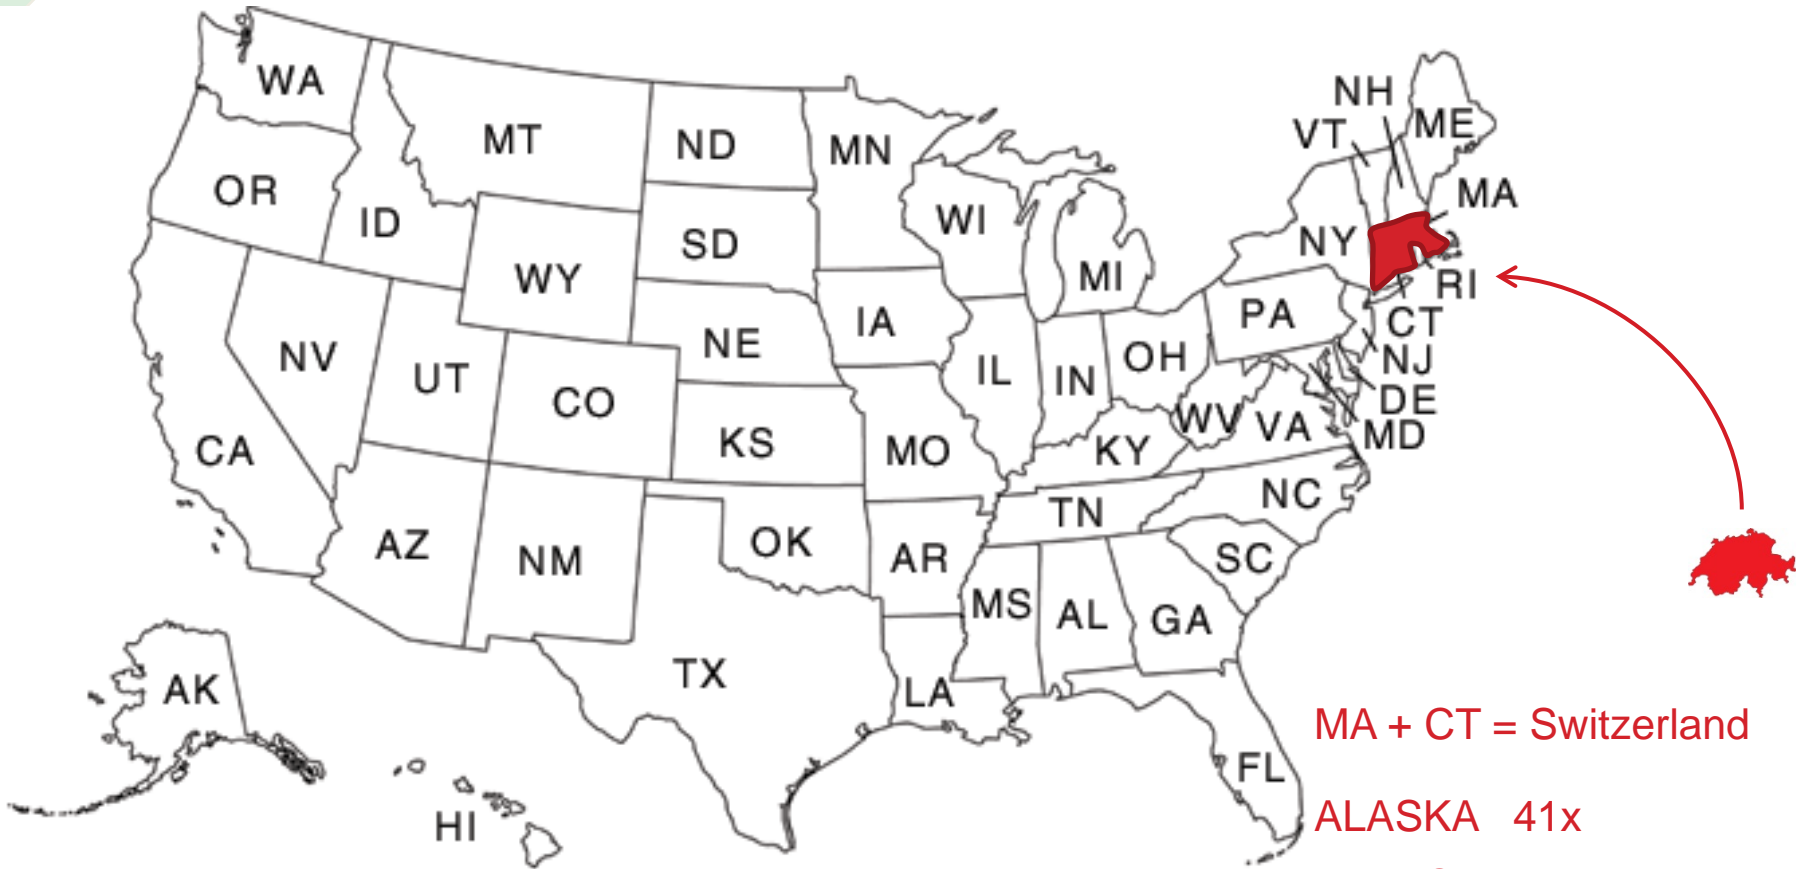 WA
MT
ND
MN
NH
VT
ME
OR
ID
SD
WI
MA
NY
WY
MI
RI
IA
PA
CT
NV
NE
NJ
UT
IL
IN
OH
DE
CO
WV
VA
MD
CA
KS
MO
KY
NC
TN
AZ
NM
OK
AR
SC
MS
AL
GA
AK
TX
LA
FL
HI
MA + CT = Switzerland
ALASKA 41x